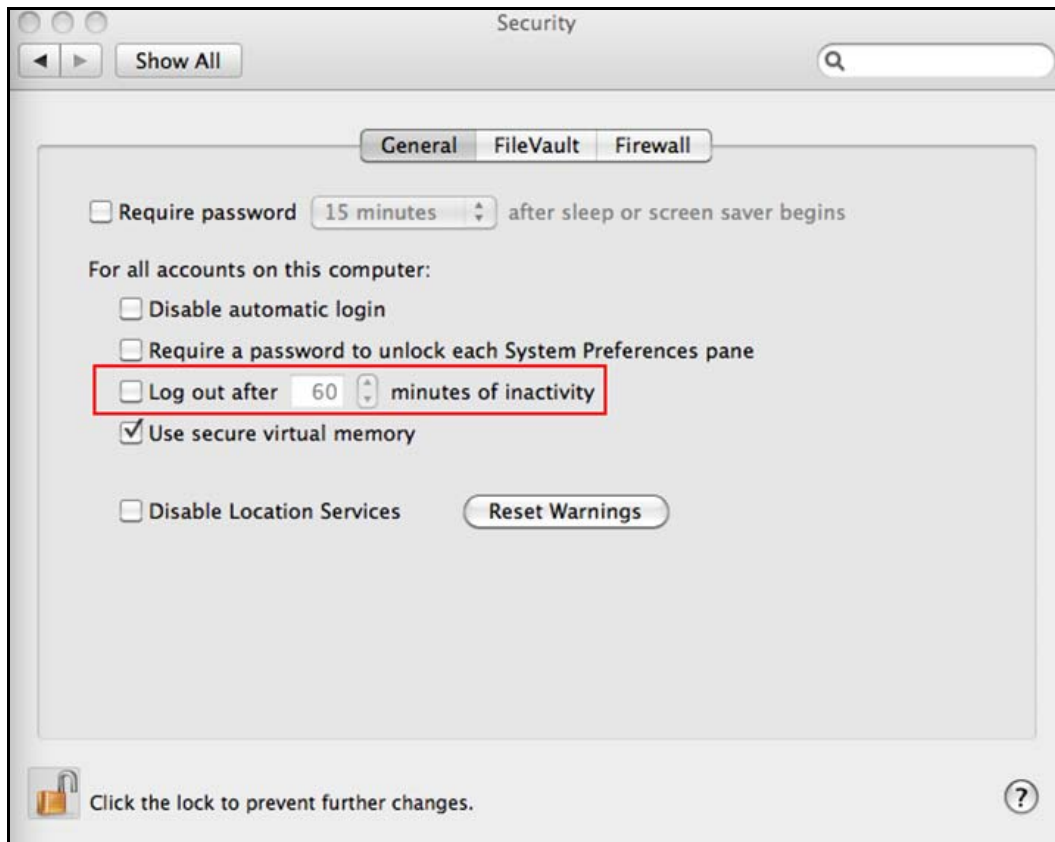 Security
Show All
General FileVault Firewall
Require password 15 minutes after sleep or screen saver begins
For all accounts on this computer:
Disable automatic login
Require a password to unlock each System Preferences pane
Log out after 60 minutes of inactivity
Use secure virtual memory
Disable Location Services Reset Warnings
Click the lock to prevent further changes. ?